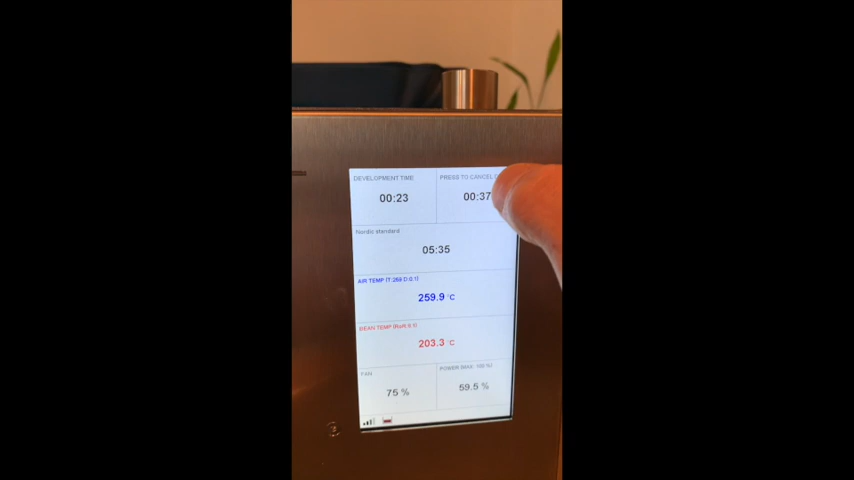 DEVELOPMENT TIME
PRESS TO CANCEL
00:23
00:37
Nordic standard
05:35
AIR TEMP
259.9 °C
BEAN TEMP
203.3 °C
FAN
75 %
59.5 %